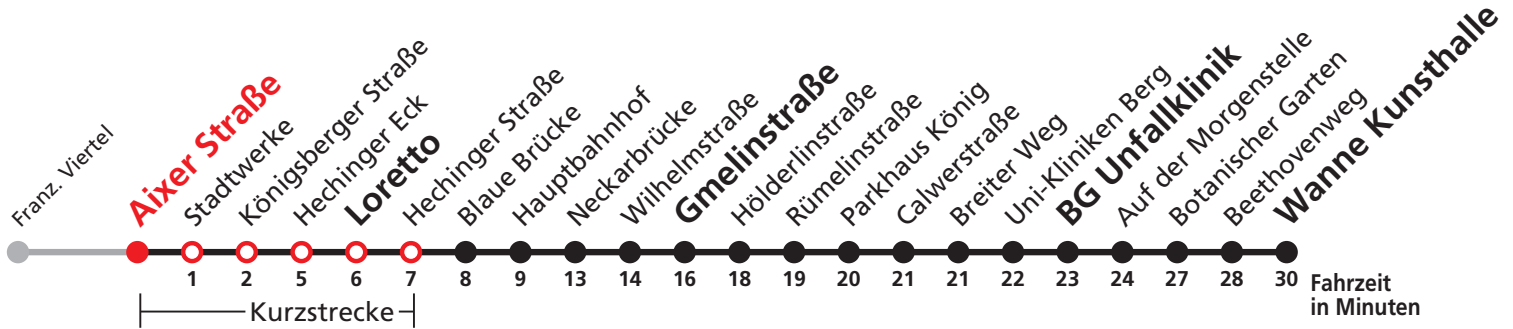 Franz. Viertel
Aixer Straße
Stadtwerke
Königsberger Straße
Hechinger Eck
Loretto
Hechinger Straße
Blaue Brücke
Hauptbahnhof
Neckarbrücke
Wilhelmstraße
Gmelinstraße
Hölderlinstraße
Rümelinstraße
Parkhaus König
Calwerstraße
Breiter Weg
Uni-Kliniken Berg
BG Unfallklinik
Auf der Morgenstelle
Botanischer Garten
Beethovenweg
Wanne Kunsthalle
1 2 5 6 7 8 9 13 14 16 18 19 20 21 21 22 23 24 27 28 30 Fahrzeit
in Minuten
Kurzstrecke